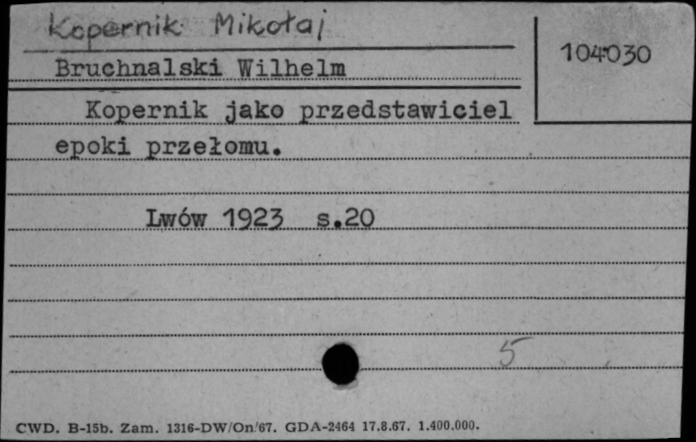 Kopernik Mikołaj
104030
Bruchnalski Wilhelm
Kopernik jako przedstawiciel
epoki przełomu.
Lwów 1923 s.20
5
CWD. B-15b. Zam. 1316-DW/On/67. GDA-2464 17.8.67. 1.400.000.